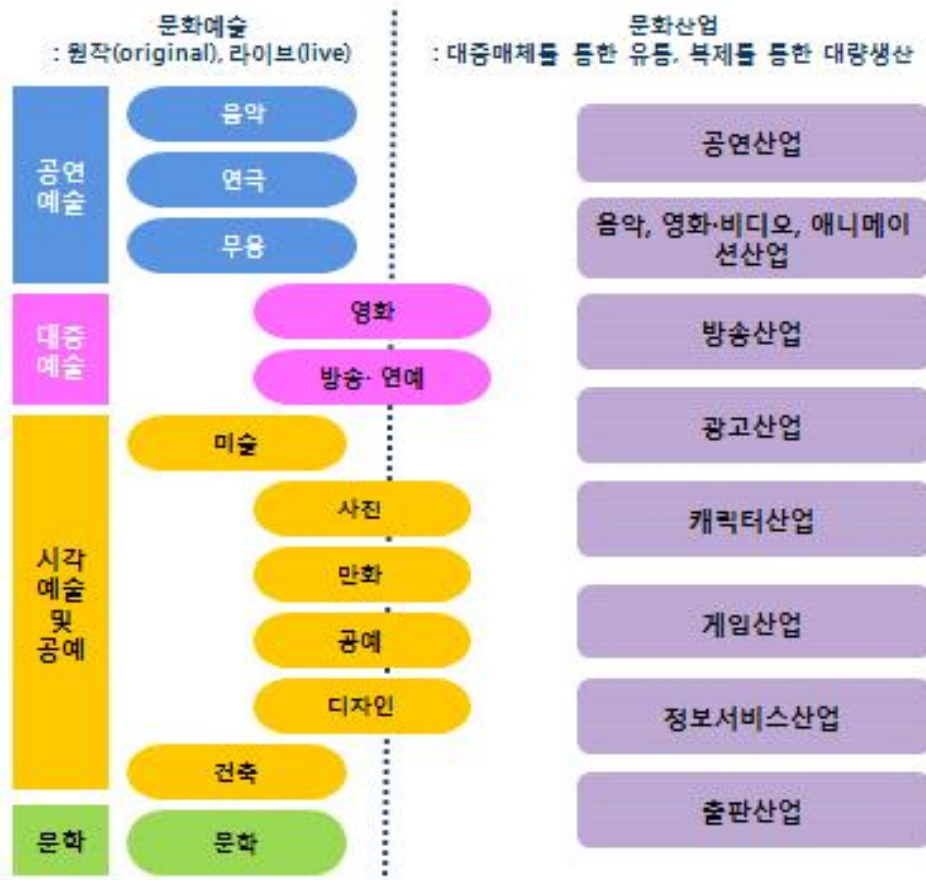 문화예술
: 원작(original), 라이브(live)
문화산업
: 대중매체를 통한 유통, 복제를 통한 대량생산
공연
예술
음악
연극
무용
대중
예술
영화
방송· 연예
시각
예술
및
공예
미술
사진
만화
공예
디자인
건축
문학
문학
공연산업
음악, 영화·비디오, 애니메이
션산업
방송산업
광고산업
캐릭터산업
게임산업
정보서비스산업
출판산업